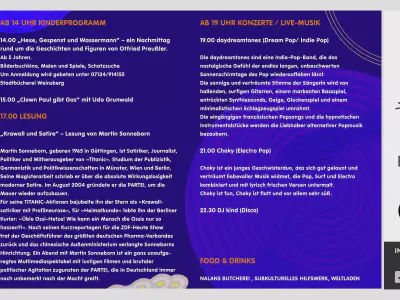 AB 14 UHR KINDERPROGRAMM
14.00 „Hexe, Gespenst und Wassermann“ – ein Nachmittag
rund um die Geschichten und Figuren von Otfried Preußler.
Ab 5 Jahren.
Bilderbuchkino, Malen und Spiele, Schatzsuche
Um Anmeldung wird gebeten unter 07134/914155
Stadtbücherei Weinsberg
15.00 „Clown Paul gibt Gas“ mit Udo Grunwald
17.00 LESUNG
„Krawall und Satire“ – Lesung von Martin Sonneborn
Martin Sonneborn, geboren 1965 in Göttingen, ist Satiriker, Journalist,
Politiker und Mitherausgeber von »Titanic«. Studium der Publizistik,
Germanistik und Politikwissenschaften in Münster, Wien und Berlin.
Seine Magisterarbeit schrieb er über die absolute Wirkungslosigkeit
moderner Satire. Im August 2004 gründete er die PARTEI, um die
Mauer wieder aufzubauen.
Für seine TITANIC-Aktionen bejubelte ihn der Stern als »Krawall-
satiriker mit Profilneurose«, für »Heimatkunde« lobte ihn der Berliner
Kurier: »Übls Ossi-Hetze! Wie kann ein Mensch die Ossis nur so
hassen?!«. Nach seinen Kurzreportagen für die ZDF-Heute Show
trat der Geschäftsführer des größten deutschen Pharma-Verbandes
zurück und das chinesische Außenministerium verlangte Sonneborns
Hinrichtung. Ein Abend mit Martin Sonneborn ist ein ganz unaufge-
regtes Multimediaspektakel mit lustigen Filmen und brutaler
politischer Agitation zugunsten der PARTEI, die in Deutschland immer
noch unbemerkt nach der Macht greift.
AB 19 UHR KONZERTE / LIVE-MUSIK
19.00 daydreamtones (Dream Pop/ Indie Pop)
Die daydreamtones sind eine Indie-Pop-Band, die das
nostalgische Gefühl der endlos langen, unbeschwerten
Sonnenschirmtage des Pop wiederaufleben lässt
Die sonnige und verträumte Stimme der Sängerin wird von
hallenden, surfigen Gitarren, einem markanten Bassspiel,
entrückten Synthiesounds, Geige, Glockenspiel und einem
minimalistischen Schlagzeugspiel umrahmt.
Die eingängigen französischen Popsongs und die hypnotischen
Instrumentalstücke werden die Liebhaber alternativer Popmusik
bezaubern.
21.00 Choky (Electro Pop)
Choky ist ein junges Geschwisterduo, das sich gut gelaunt und
verträumt liebevoller Musik widmet, die Pop, Surf und Electro
kombiniert und mit lyrisch frischen Versen untermalt.
Choky ist fun, Choky ist flott und vor allem sehr süß.
22.30 DJ kind (Disco)
FOOD & DRINKS
NALANS BUTCHEREI, SUBKULTURELLES HILFSWERK, WELTLADEN